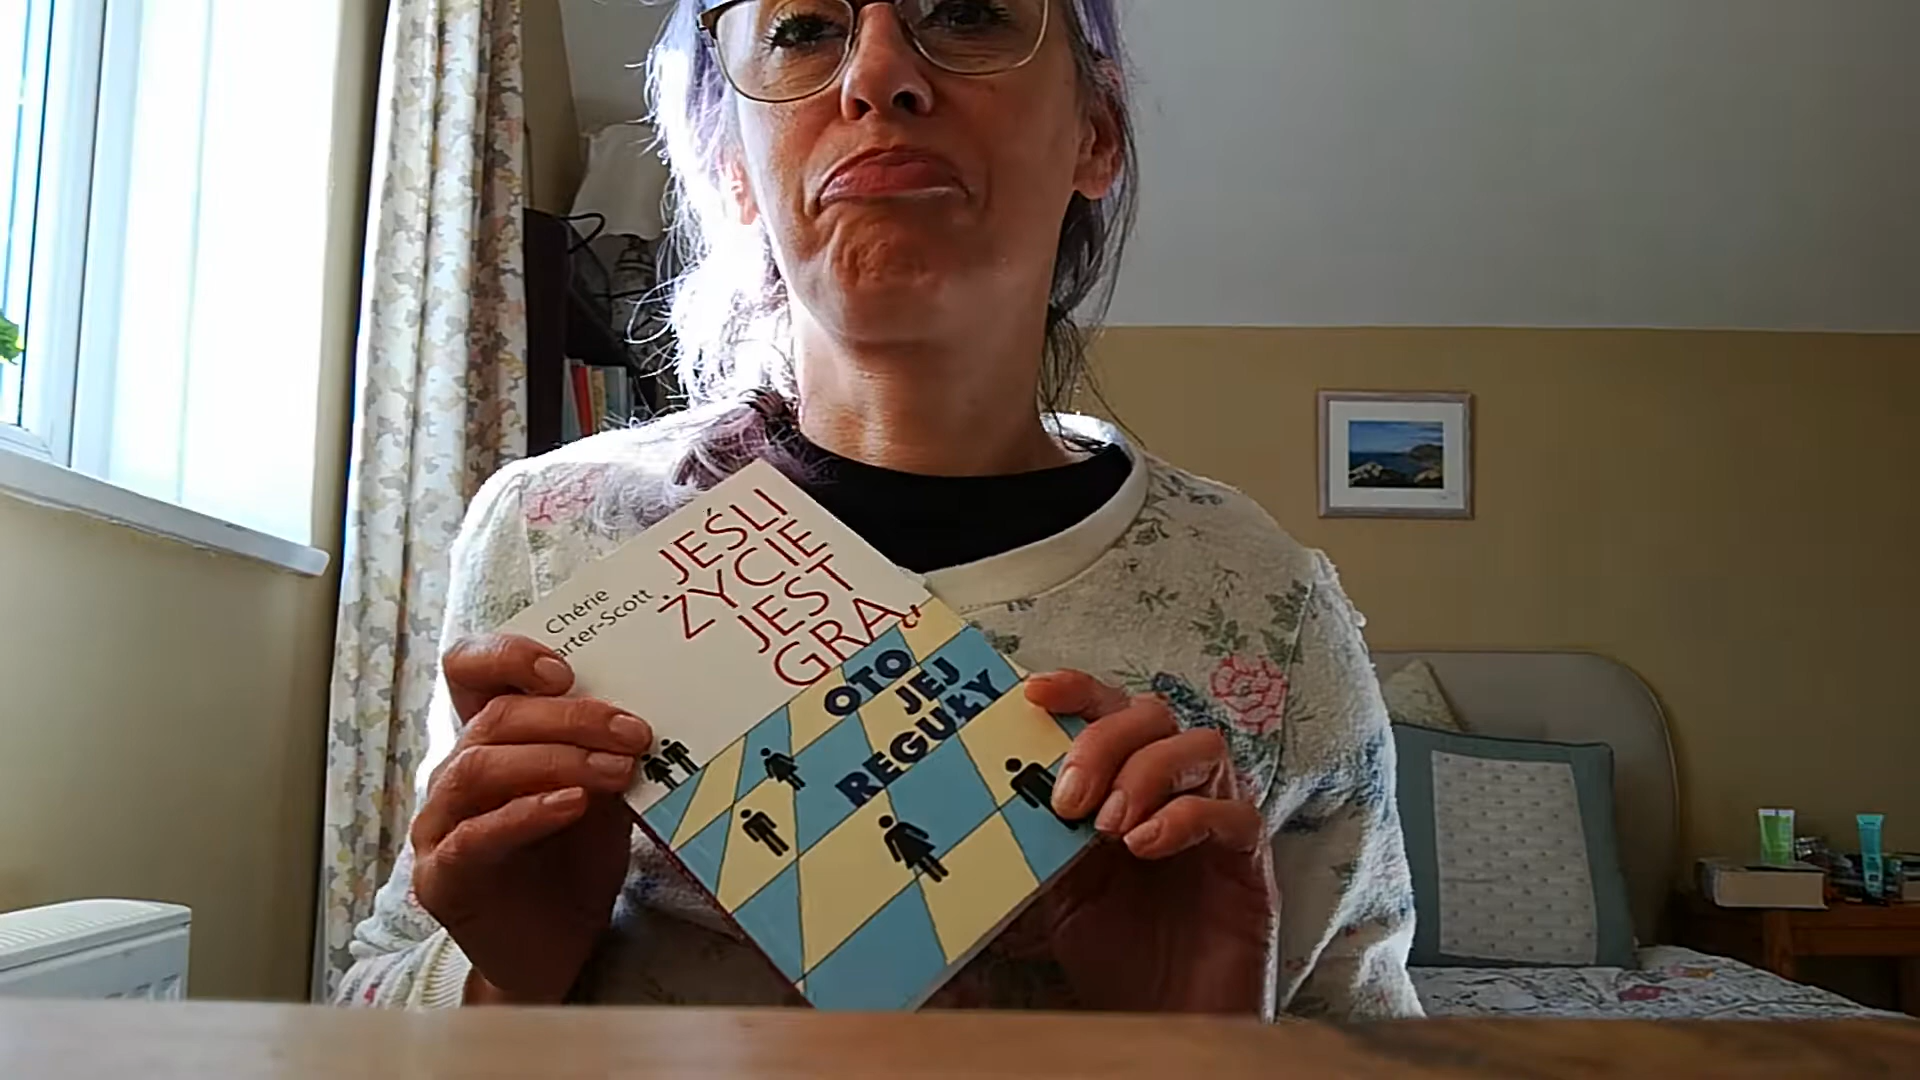 Chérie
arter-Scott
JEŚLI
ŻYCIE
JEST
GRĄ,
OTO
JEJ
REGUŁY